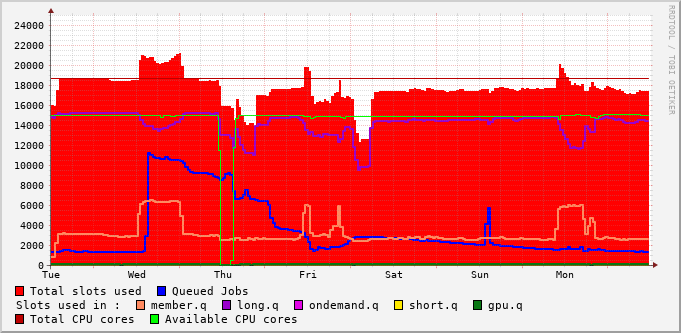 24000
22000
20000
18000
16000
14000
12000
10000
8000
6000
4000
2000
0
Tue Wed Thu Fri Sat Sun Mon
Total slots used Queued Jobs
Slots used in : member.q long.q ondemand.q short.q gpu.q
Total CPU cores Available CPU cores
RRDTOOL / TOBI OETIKER